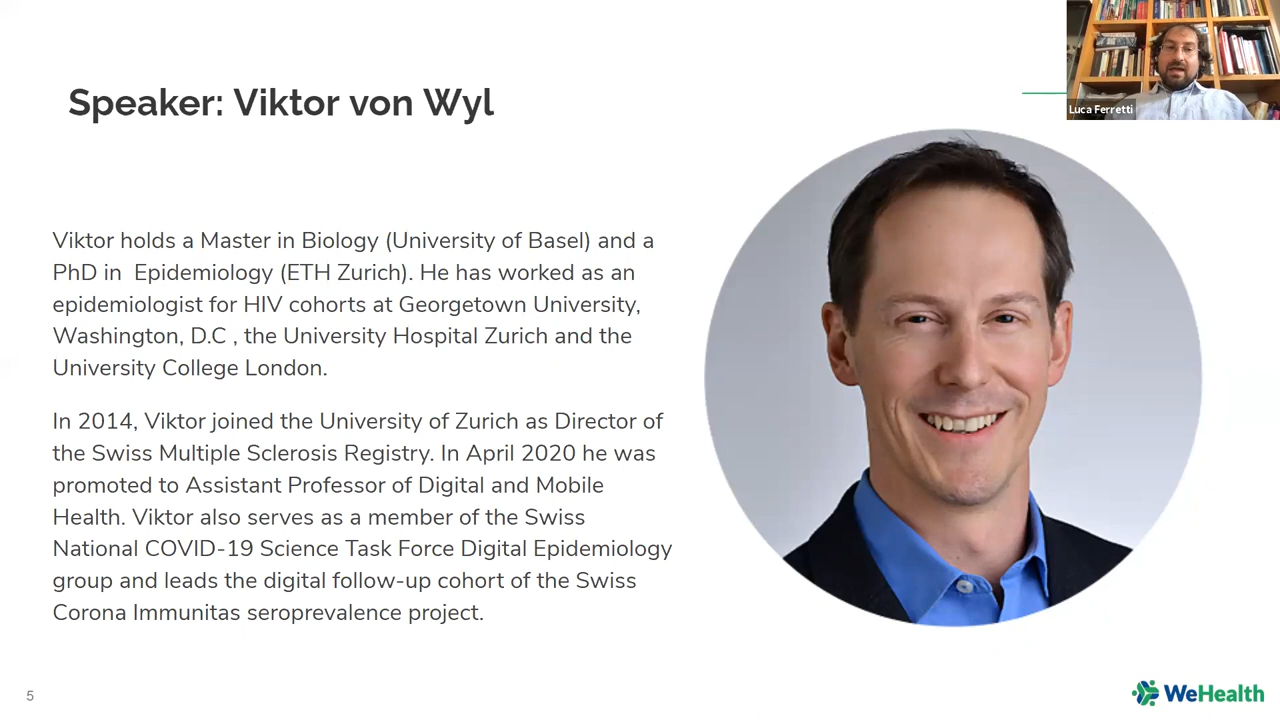 Speaker: Viktor von Wyl
Luca Ferretti
Viktor holds a Master in Biology (University of Basel) and a
PhD in  Epidemiology (ETH Zurich). He has worked as an
epidemiologist for HIV cohorts at Georgetown University,
Washington, D.C , the University Hospital Zurich and the
University College London.
In 2014, Viktor joined the University of Zurich as Director of
the Swiss Multiple Sclerosis Registry. In April 2020 he was
promoted to Assistant Professor of Digital and Mobile
Health. Viktor also serves as a member of the Swiss
National COVID-19 Science Task Force Digital Epidemiology
group and leads the digital follow-up cohort of the Swiss
Corona Immunitas seroprevalence project.
5
WeHealth